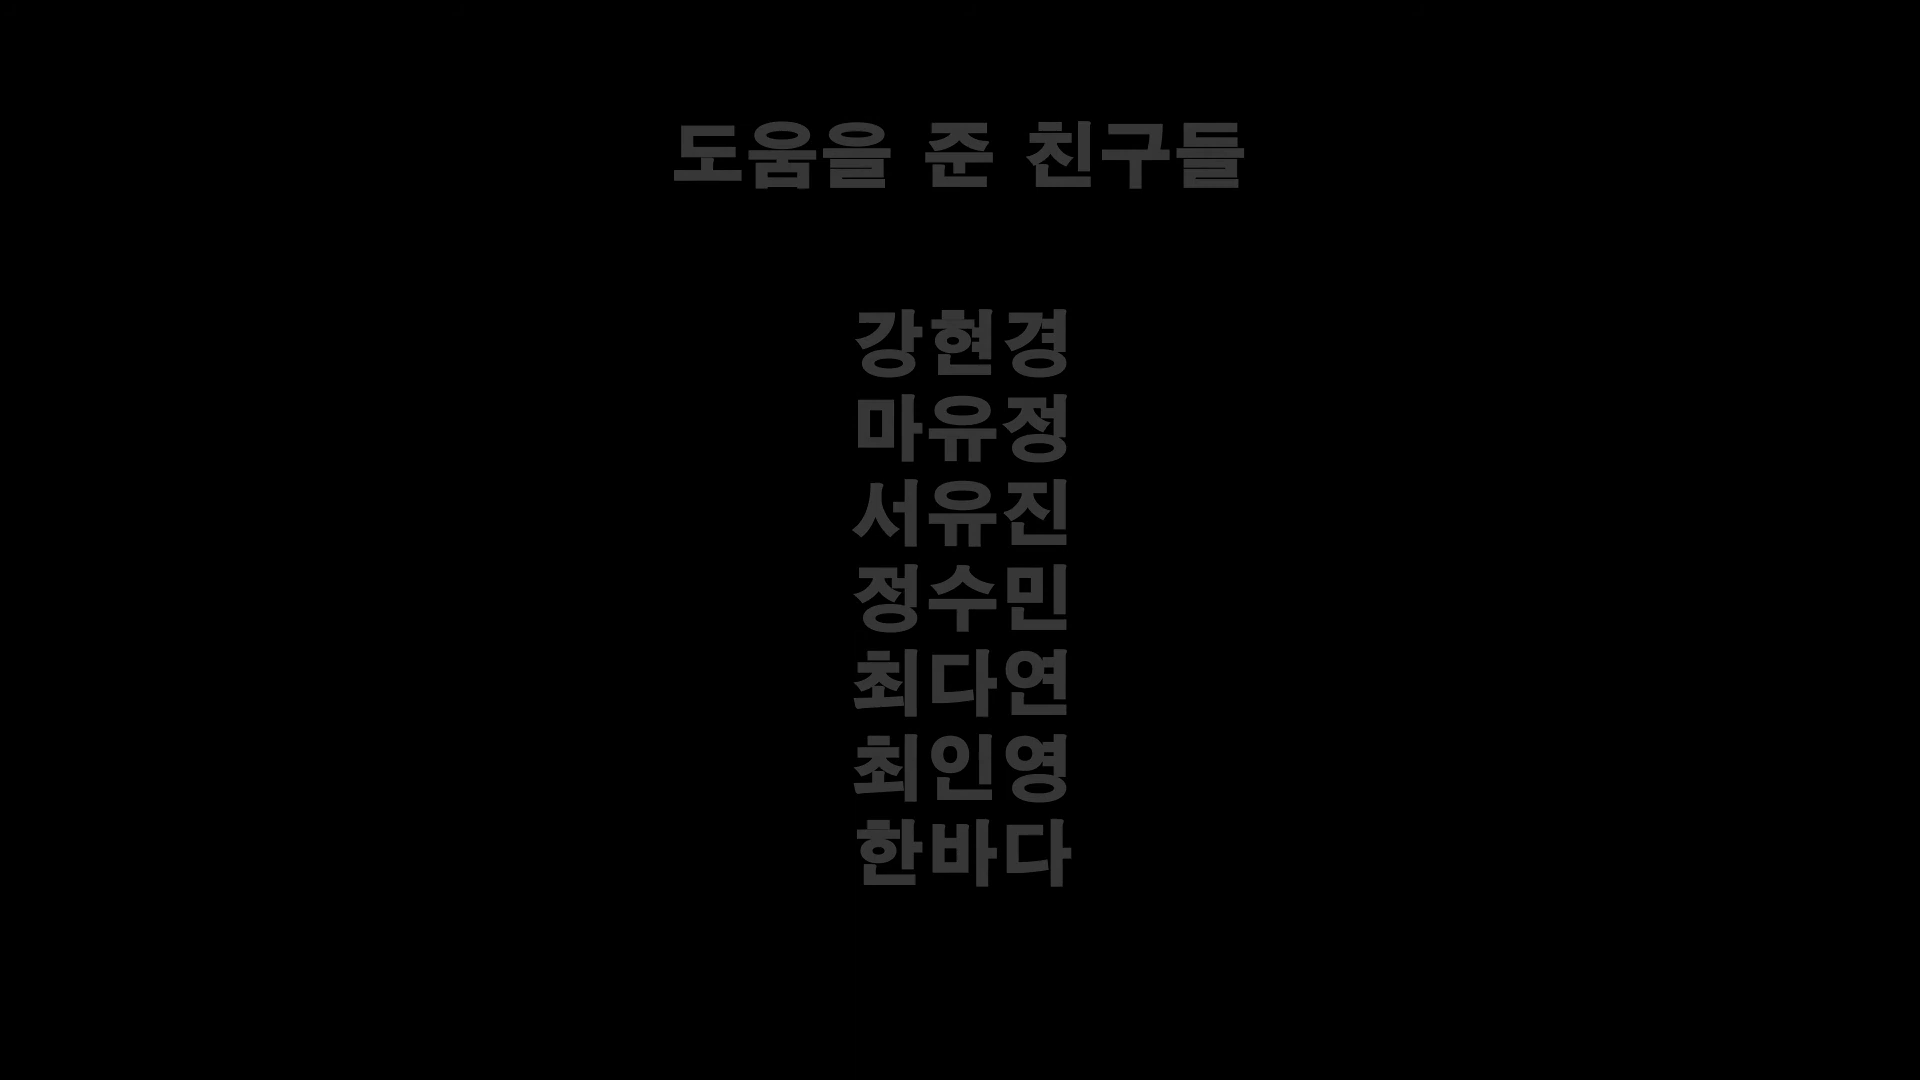 도움을 준 친구들
강현경
마유정
서유진
정수민
최다연
최인영
한바다